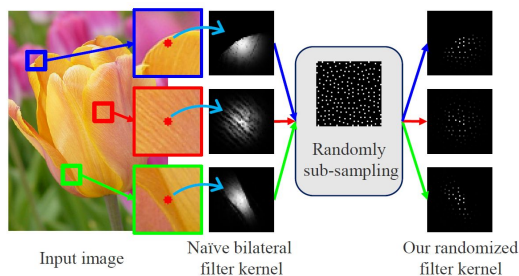 Randomly
sub-sampling
Input image
Naïve bilateral
filter kernel
Our randomized
filter kernel